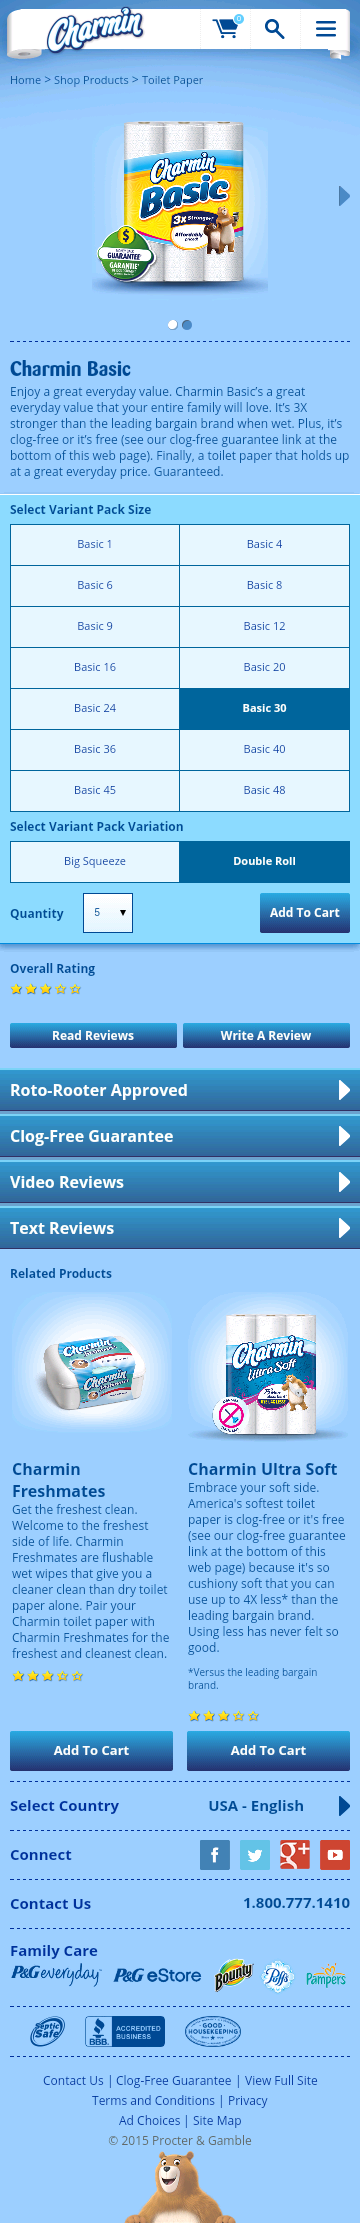 Charmin
0
Home > Shop Products > Toilet Paper
Charmin
Basic
3x Stronger*
Affordably
priced!
$
GUARANTEE
GARANTIE
Charmin Basic
Enjoy a great everyday value. Charmin Basic's a great
everyday value that your entire family will love. It's 3X
stronger than the leading bargain brand when wet. Plus, it's
clog-free or it's free (see our clog-free guarantee link at the
bottom of this web page). Finally, a toilet paper that holds up
at a great everyday price. Guaranteed.
Select Variant Pack Size
Basic 1 Basic 4
Basic 6 Basic 8
Basic 9 Basic 12
Basic 16 Basic 20
Basic 24 Basic 30
Basic 36 Basic 40
Basic 45 Basic 48
Select Variant Pack Variation
Big Squeeze Double Roll
Quantity 5 Add To Cart
Overall Rating
Read Reviews Write A Review
Roto-Rooter Approved
Clog-Free Guarantee
Video Reviews
Text Reviews
Related Products
Charmin
Charmin
Charmin
Ultra Soft
Charmin
Freshmates
Get the freshest clean.
Welcome to the freshest
side of life. Charmin
Freshmates are flushable
wet wipes that give you a
cleaner clean than dry toilet
paper alone. Pair your
Charmin toilet paper with
Charmin Freshmates for the
freshest and cleanest clean.
Add To Cart
Charmin Ultra Soft
Embrace your soft side.
America's softest toilet
paper is clog-free or it's free
(see our clog-free guarantee
link at the bottom of this
web page) because it's so
cushiony soft that you can
use up to 4X less* than the
leading bargain brand.
Using less has never felt so
good.
*Versus the leading bargain
brand.
Add To Cart
Select Country USA - English
Connect
Contact Us 1.800.777.1410
Family Care
P&G everyday P&G eStore Bounty Puffs Pampers
Septic
Safe
BBB. ACCREDITED
BUSINESS
GOOD
HOUSEKEEPING
Contact Us | Clog-Free Guarantee | View Full Site
Terms and Conditions | Privacy
Ad Choices | Site Map
© 2015 Procter & Gamble